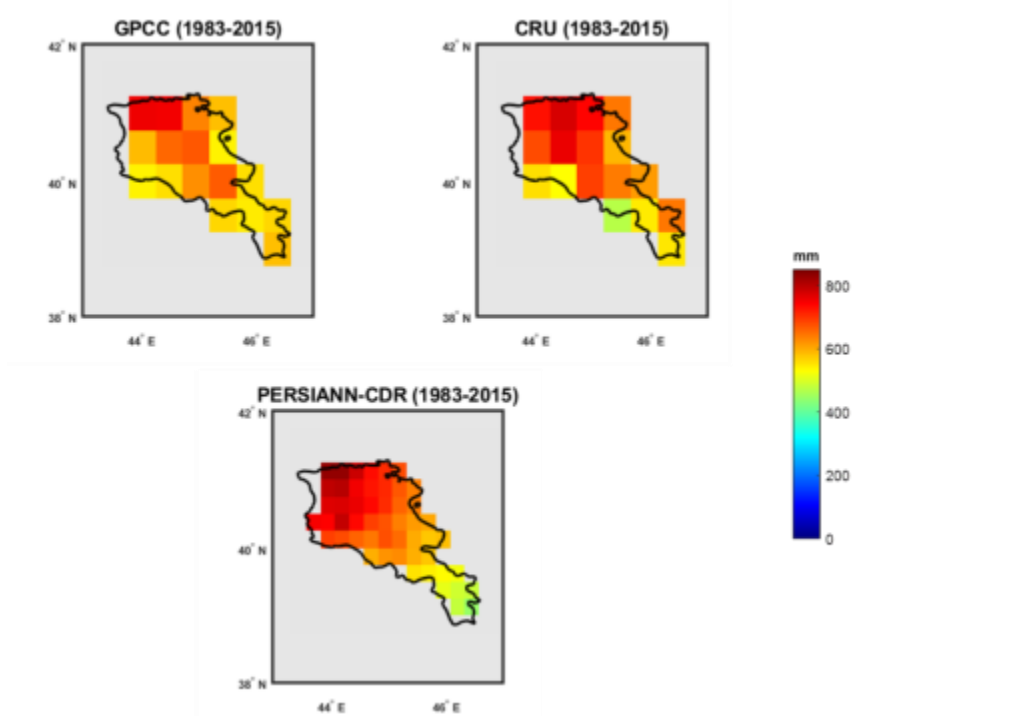 GPCC (1983-2015)
42° N
40° N
38° N
44° E 46° E
CRU (1983-2015)
42° N
40° N
38° N
44° E 46° E
mm
800
600
400
200
0
PERSIANN-CDR (1983-2015)
42° N
40° N
38° N
44° E 46° E